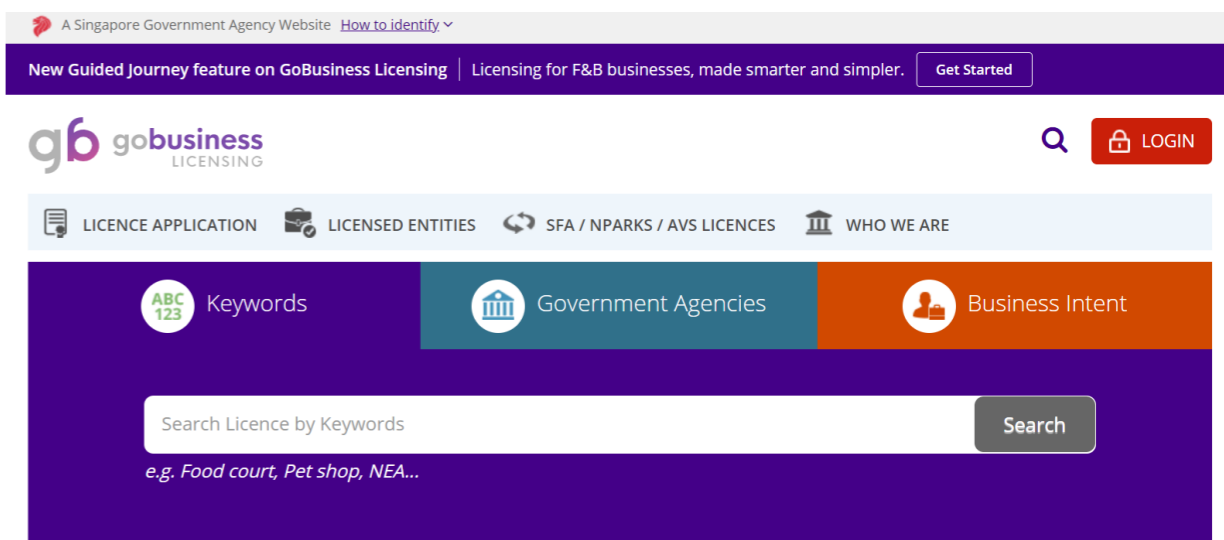 A Singapore Government Agency Website How to identify
New Guided Journey feature on GoBusiness Licensing | Licensing for F&B businesses, made smarter and simpler. Get Started
gb gobusiness
LICENSING
LOGIN
LICENCE APPLICATION LICENSED ENTITIES SFA / NPARKS / AVS LICENCES WHO WE ARE
ABC
123
Keywords Government Agencies Business Intent
Search Licence by Keywords Search
e.g. Food court, Pet shop, NEA...